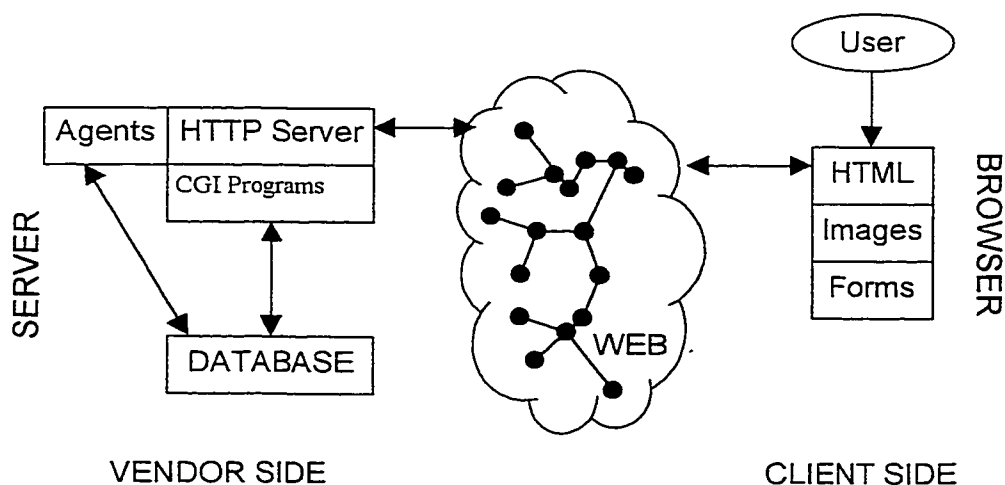 User
Agents
HTTP Server
CGI Programs
HTML
Images
Forms
SERVER
BROWSER
DATABASE
WEB
VENDOR SIDE
CLIENT SIDE